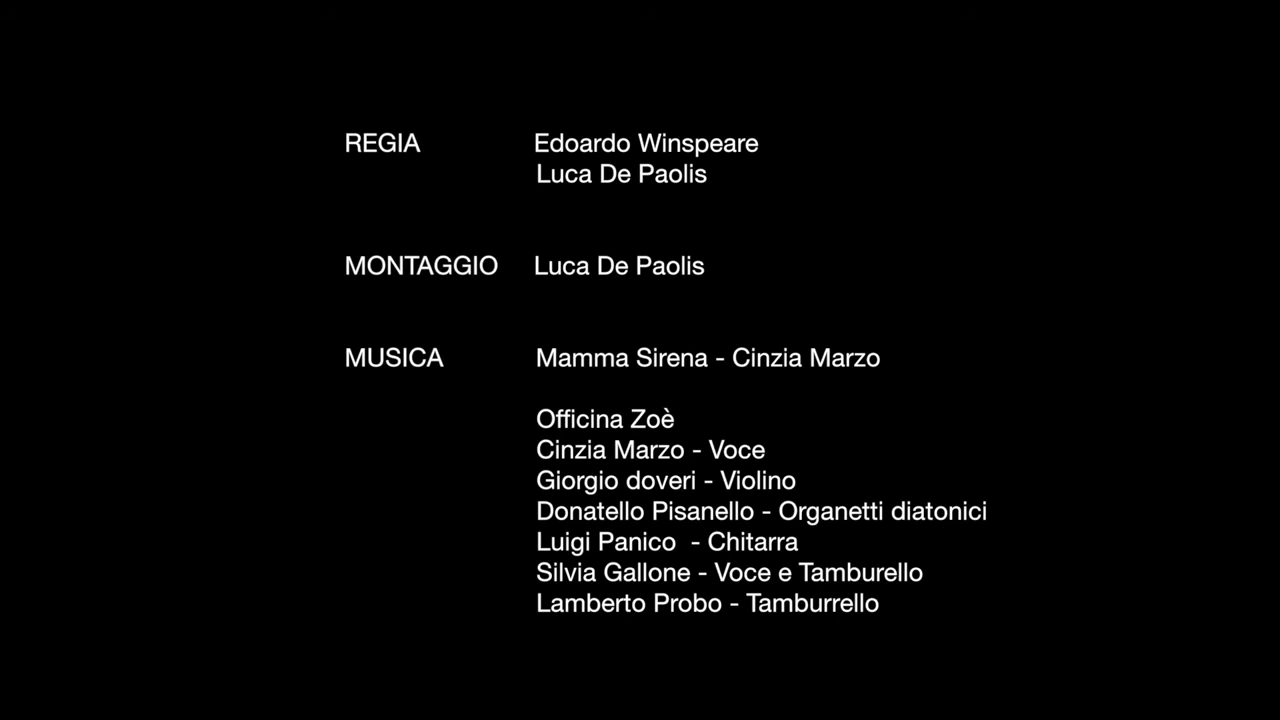 REGIA Edoardo Winspeare
Luca De Paolis
MONTAGGIO Luca De Paolis
MUSICA Mamma Sirena - Cinzia Marzo
Officina Zoè
Cinzia Marzo - Voce
Giorgio doveri - Violino
Donatello Pisanello - Organetti diatonici
Luigi Panico - Chitarra
Silvia Gallone - Voce e Tamburello
Lamberto Probo - Tamburrello